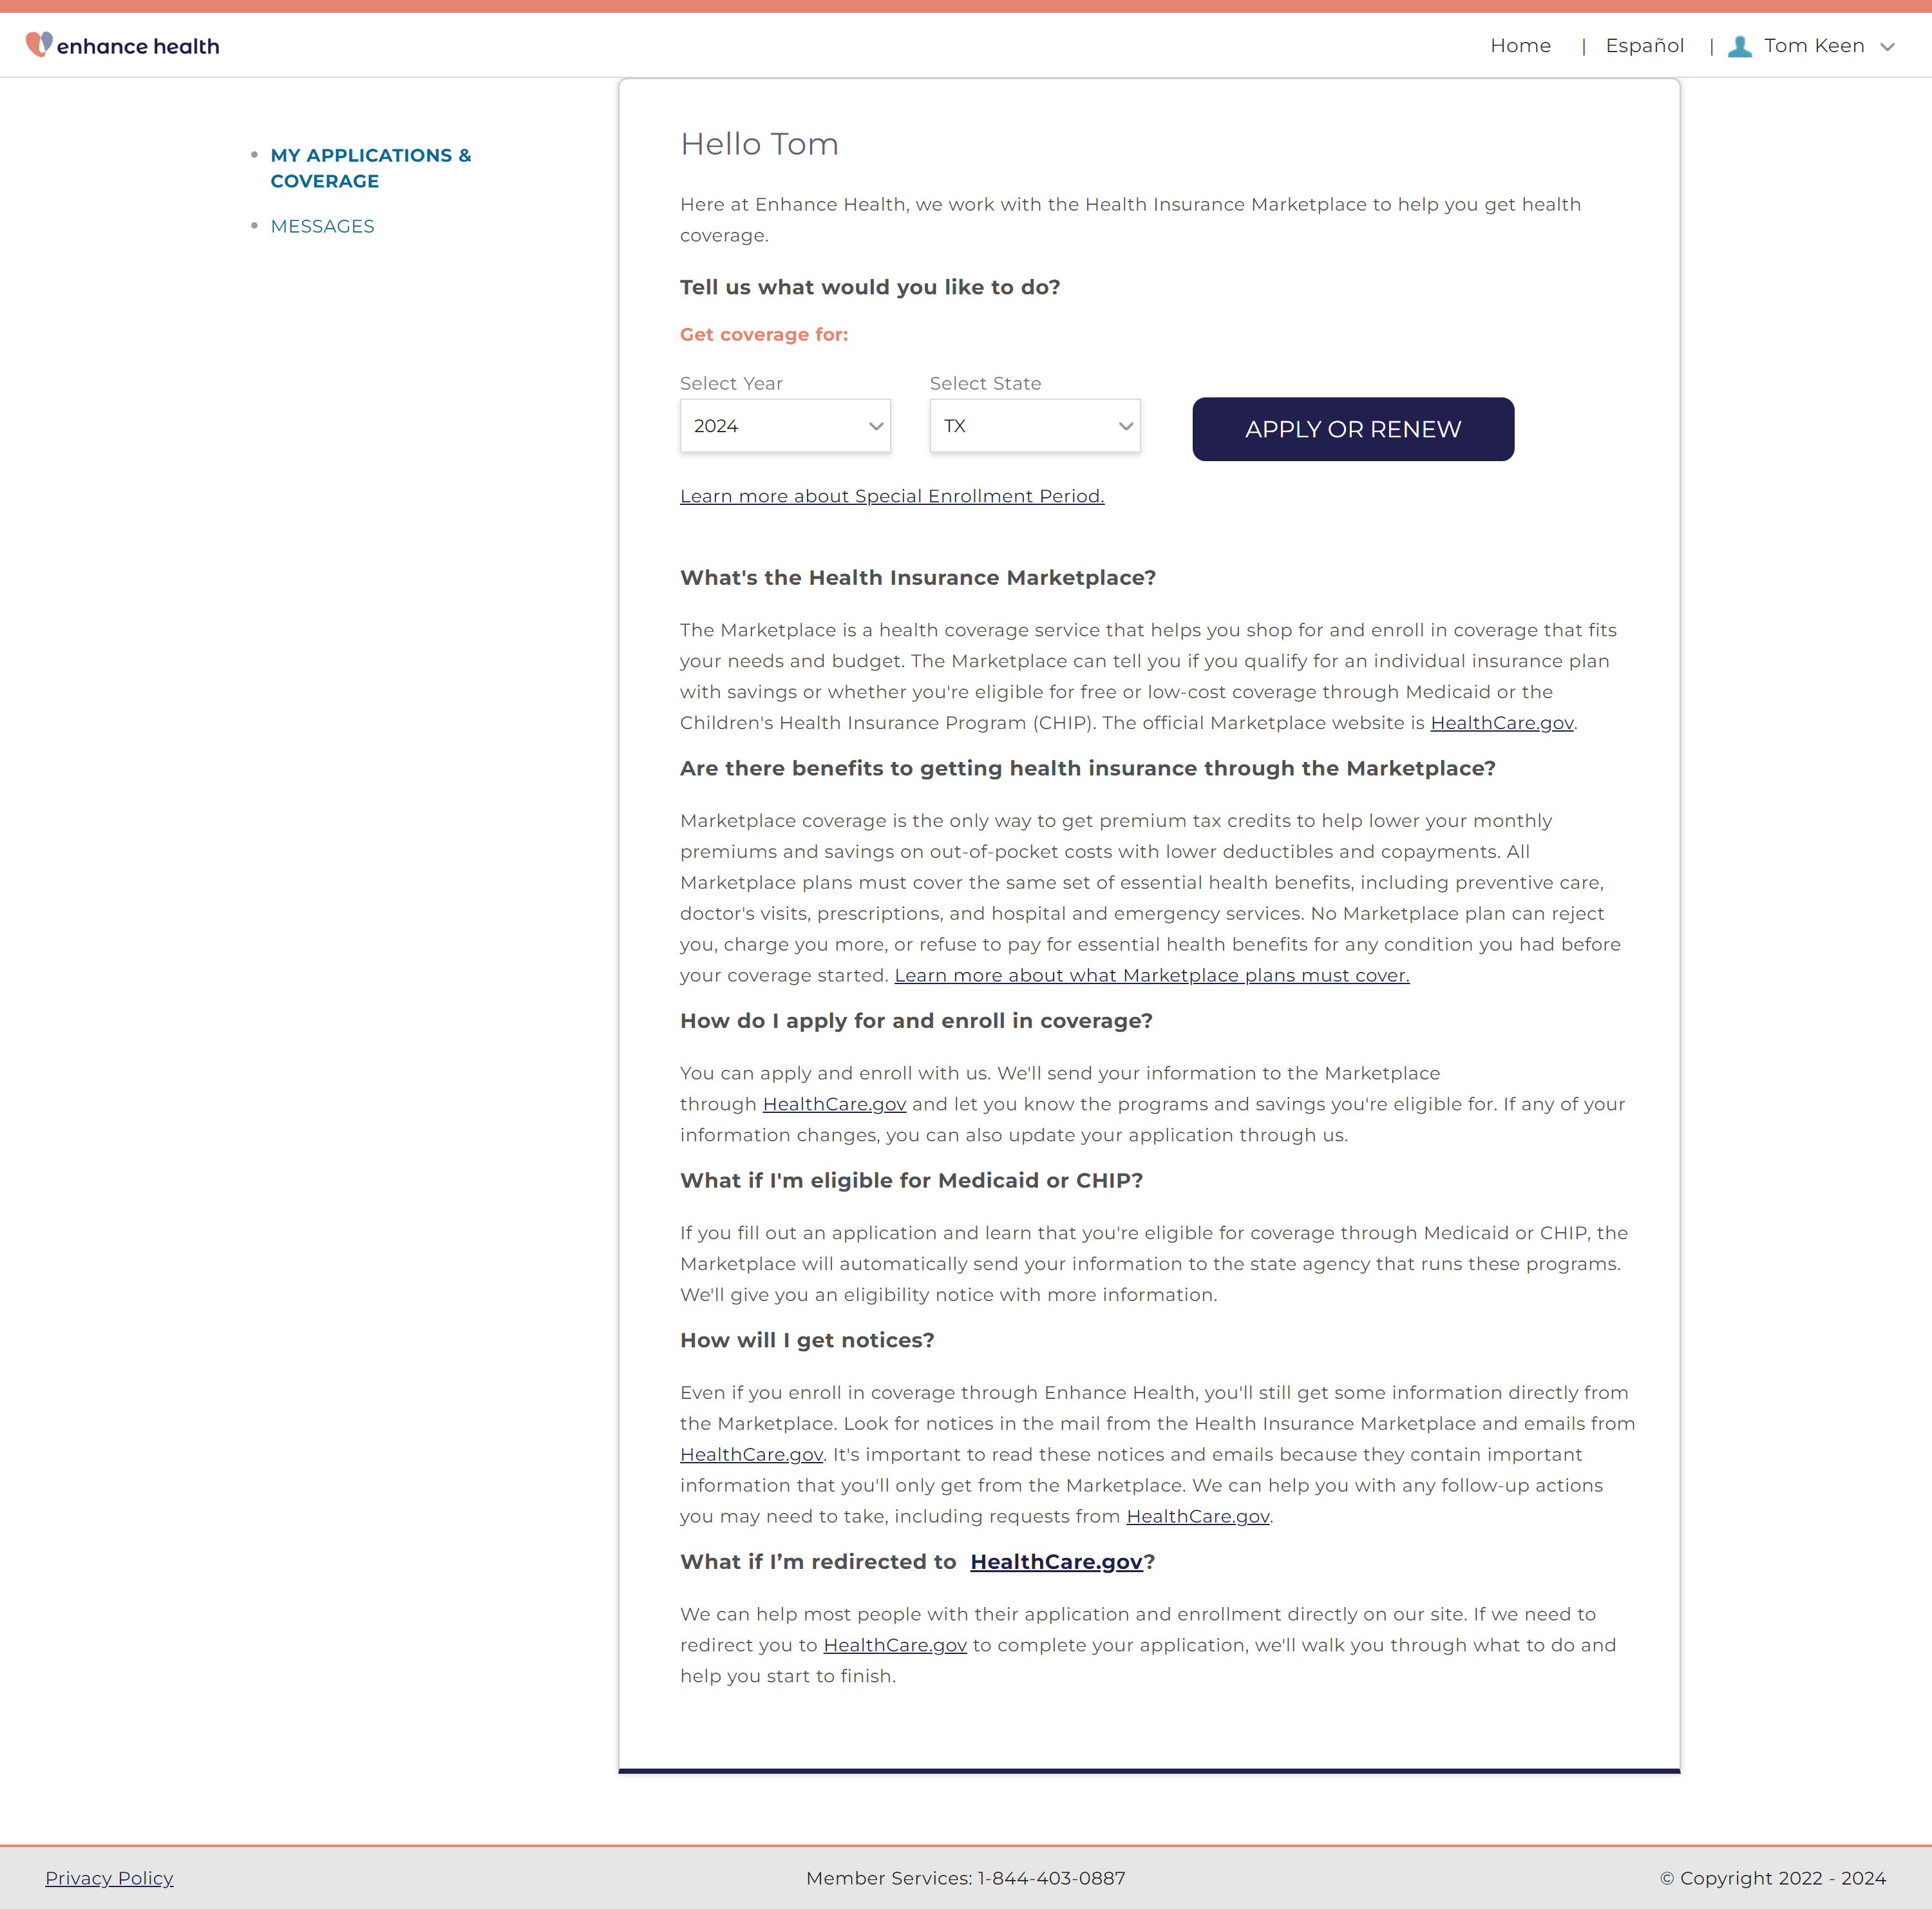 enhance health
Home | Español | Tom Keen
MY APPLICATIONS &
COVERAGE
MESSAGES
Hello Tom
Here at Enhance Health, we work with the Health Insurance Marketplace to help you get health
coverage.
Tell us what would you like to do?
Get coverage for:
Select Year
2024
Select State
TX
APPLY OR RENEW
Learn more about Special Enrollment Period.
What's the Health Insurance Marketplace?
The Marketplace is a health coverage service that helps you shop for and enroll in coverage that fits
your needs and budget. The Marketplace can tell you if you qualify for an individual insurance plan
with savings or whether you're eligible for free or low-cost coverage through Medicaid or the
Children's Health Insurance Program (CHIP). The official Marketplace website is HealthCare.gov.
Are there benefits to getting health insurance through the Marketplace?
Marketplace coverage is the only way to get premium tax credits to help lower your monthly
premiums and savings on out-of-pocket costs with lower deductibles and copayments. All
Marketplace plans must cover the same set of essential health benefits, including preventive care,
doctor's visits, prescriptions, and hospital and emergency services. No Marketplace plan can reject
you, charge you more, or refuse to pay for essential health benefits for any condition you had before
your coverage started. Learn more about what Marketplace plans must cover.
How do I apply for and enroll in coverage?
You can apply and enroll with us. We'll send your information to the Marketplace
through HealthCare.gov and let you know the programs and savings you're eligible for. If any of your
information changes, you can also update your application through us.
What if I'm eligible for Medicaid or CHIP?
If you fill out an application and learn that you're eligible for coverage through Medicaid or CHIP, the
Marketplace will automatically send your information to the state agency that runs these programs.
We'll give you an eligibility notice with more information.
How will I get notices?
Even if you enroll in coverage through Enhance Health, you'll still get some information directly from
the Marketplace. Look for notices in the mail from the Health Insurance Marketplace and emails from
HealthCare.gov. It's important to read these notices and emails because they contain important
information that you'll only get from the Marketplace. We can help you with any follow-up actions
you may need to take, including requests from HealthCare.gov.
What if I’m redirected to HealthCare.gov?
We can help most people with their application and enrollment directly on our site. If we need to
redirect you to HealthCare.gov to complete your application, we'll walk you through what to do and
help you start to finish.
Privacy Policy
Member Services: 1-844-403-0887
© Copyright 2022 - 2024